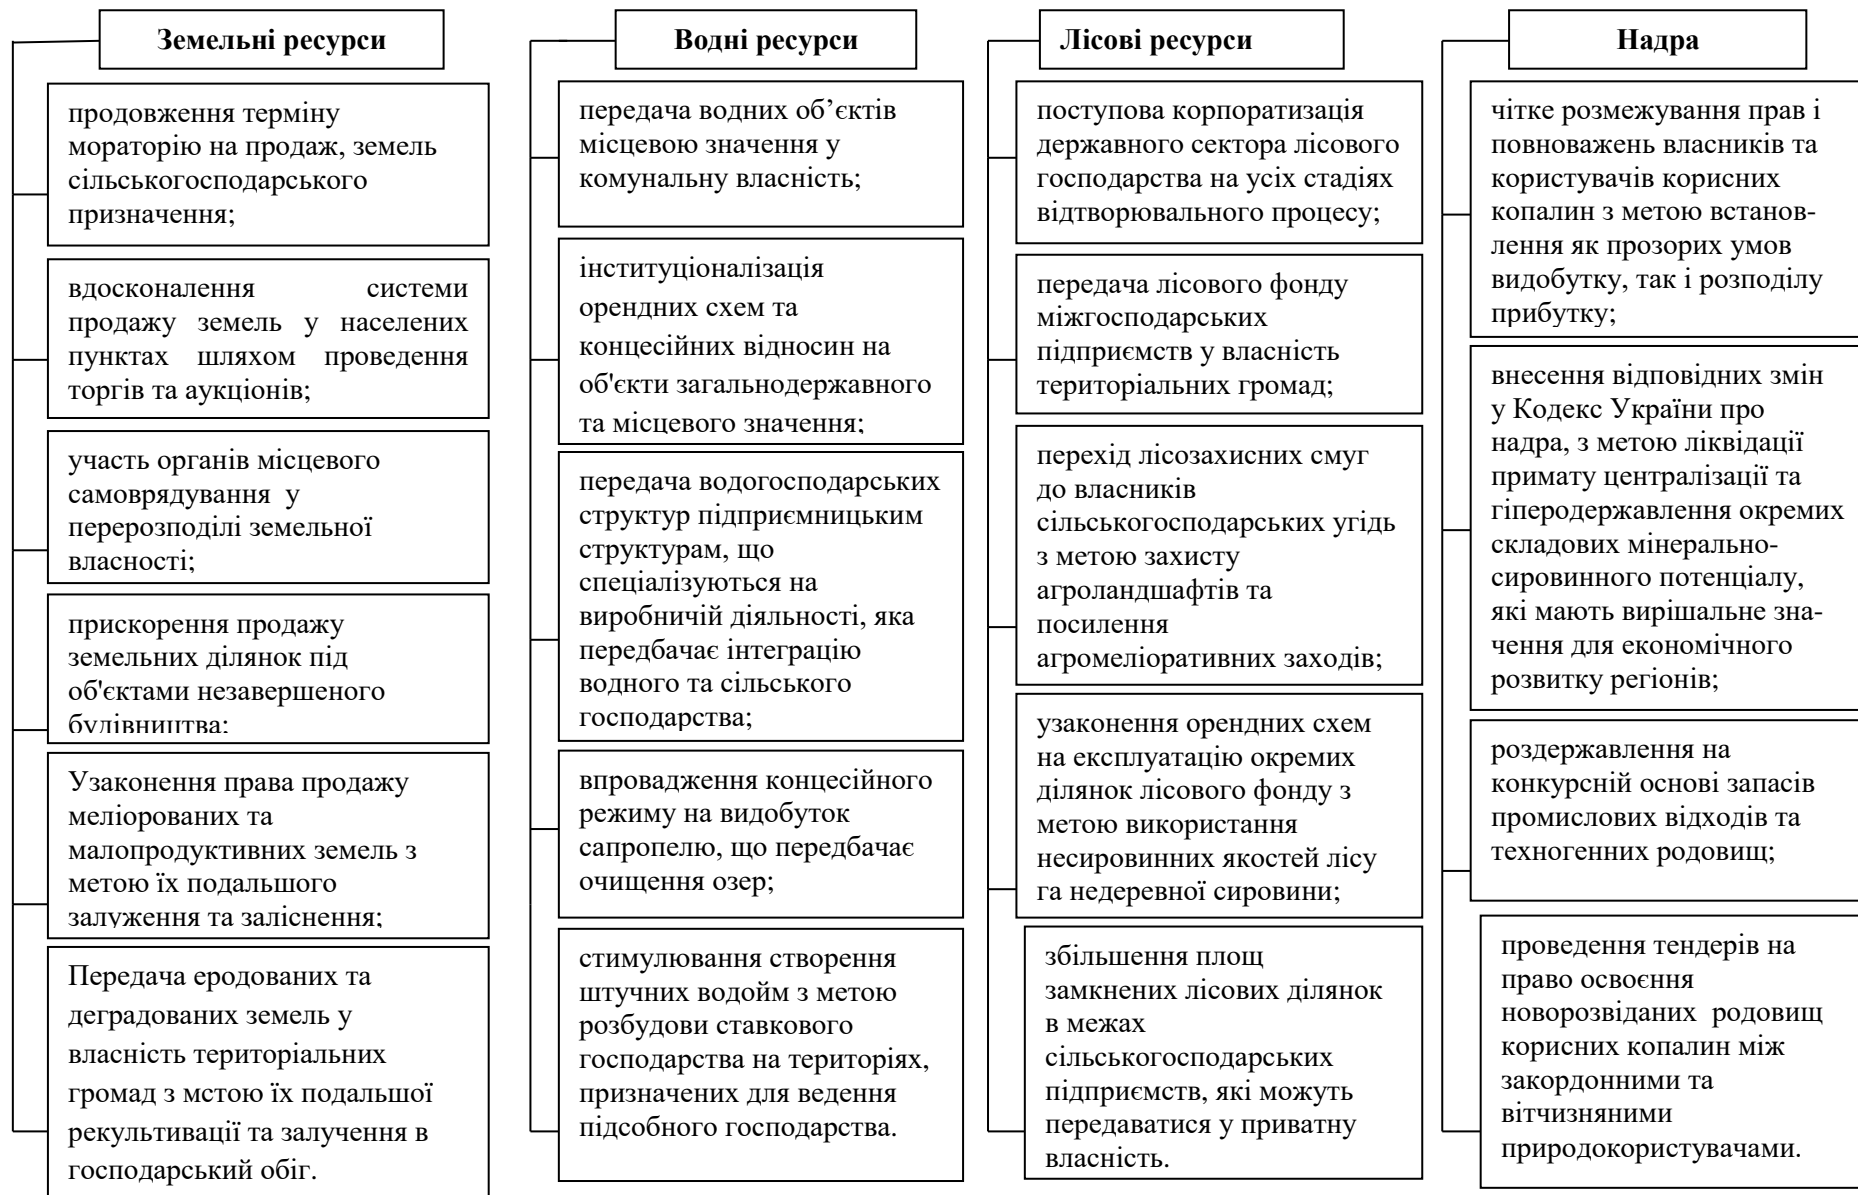 Земельні ресурси
продовження терміну
мораторію на продаж, земель
сільськогосподарського
призначення;
вдосконалення системи
продажу земель у населених
пунктах шляхом проведення
торгів та аукціонів;
участь органів місцевого
самоврядування у
перерозподілі земельної
власності;
прискорення продажу
земельних ділянок під
об'єктами незавершеного
будівництва;
Узаконення права продажу
меліорованих та
малопродуктивних земель з
метою їх подальшого
залуження та заліснення;
Передача еродованих та
деградованих земель у
власність територіальних
громад з мстою їх подальшої
рекультивації та залучення в
господарський обіг.
Водні ресурси
передача водних об’єктів
місцевою значення у
комунальну власність;
інституціоналізація
орендних схем та
концесійних відносин на
об'єкти загальнодержавного
та місцевого значення;
передача водогосподарських
структур підприємницьким
структурам, що
спеціалізуються на
виробничій діяльності, яка
передбачає інтеграцію
водного та сільського
господарства;
впровадження концесійного
режиму на видобуток
сапропелю, що передбачає
очищення озер;
стимулювання створення
штучних водойм з метою
розбудови ставкового
господарства на територіях,
призначених для ведення
підсобного господарства.
Лісові ресурси
поступова корпоратизація
державного сектора лісового
господарства на усіх стадіях
відтворювального процесу;
передача лісового фонду
міжгосподарських
підприємств у власність
територіальних громад;
перехід лісозахисних смуг
до власників
сільськогосподарських угідь
з метою захисту
агроландшафтів та
посилення
агромеліоративних заходів;
узаконення орендних схем
на експлуатацію окремих
ділянок лісового фонду з
метою використання
несировинних якостей лісу
га недеревної сировини;
збільшення площ
замкнених лісових ділянок
в межах
сільськогосподарських
підприємств, які можуть
передаватися у приватну
власність.
Надра
чітке розмежування прав і
повноважень власників та
користувачів корисних
копалин з метою встанов-
лення як прозорих умов
видобутку, так і розподілу
прибутку;
внесення відповідних змін
у Кодекс України про
надра, з метою ліквідації
примату централізації та
гіперодержавлення окремих
складових мінерально-
сировинного потенціалу,
які мають вирішальне зна-
чення для економічного
розвитку регіонів;
роздержавлення на
конкурсній основі запасів
промислових відходів та
техногенних родовищ;
проведення тендерів на
право освоєння
новорозвіданих родовищ
корисних копалин між
закордонними та
вітчизняними
природокористувачами.